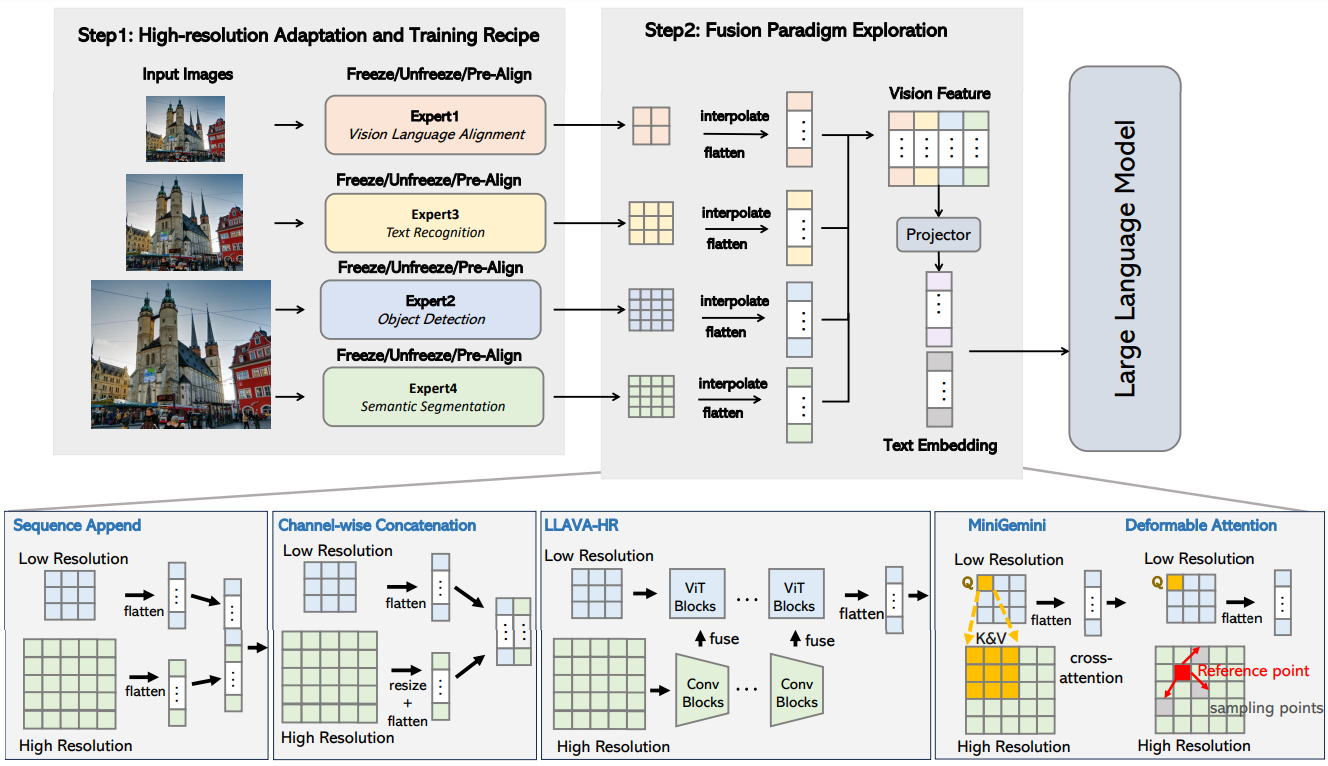 Step1: High-resolution Adaptation and Training Recipe
Input Images
Freeze/Unfreeze/Pre-Align
Expert1
Vision Language Alignment
Freeze/Unfreeze/Pre-Align
Expert3
Text Recognition
Freeze/Unfreeze/Pre-Align
Expert2
Object Detection
Freeze/Unfreeze/Pre-Align
Expert4
Semantic Segmentation
Step2: Fusion Paradigm Exploration
interpolate
flatten
interpolate
flatten
interpolate
flatten
interpolate
flatten
Vision Feature
Projector
Text Embedding
Large Language Model
Sequence Append
Low Resolution
flatten
flatten
High Resolution
Channel-wise Concatenation
Low Resolution
flatten
resize
+
flatten
High Resolution
LLAVA-HR
Low Resolution
ViT
Blocks
...
ViT
Blocks
flatten
fuse
fuse
Conv
Blocks
...
Conv
Blocks
High Resolution
MiniGemini
Low Resolution
Q
flatten
K&V
cross-
attention
High Resolution
Deformable Attention
Low Resolution
Q
flatten
Reference point
sampling points
High Resolution